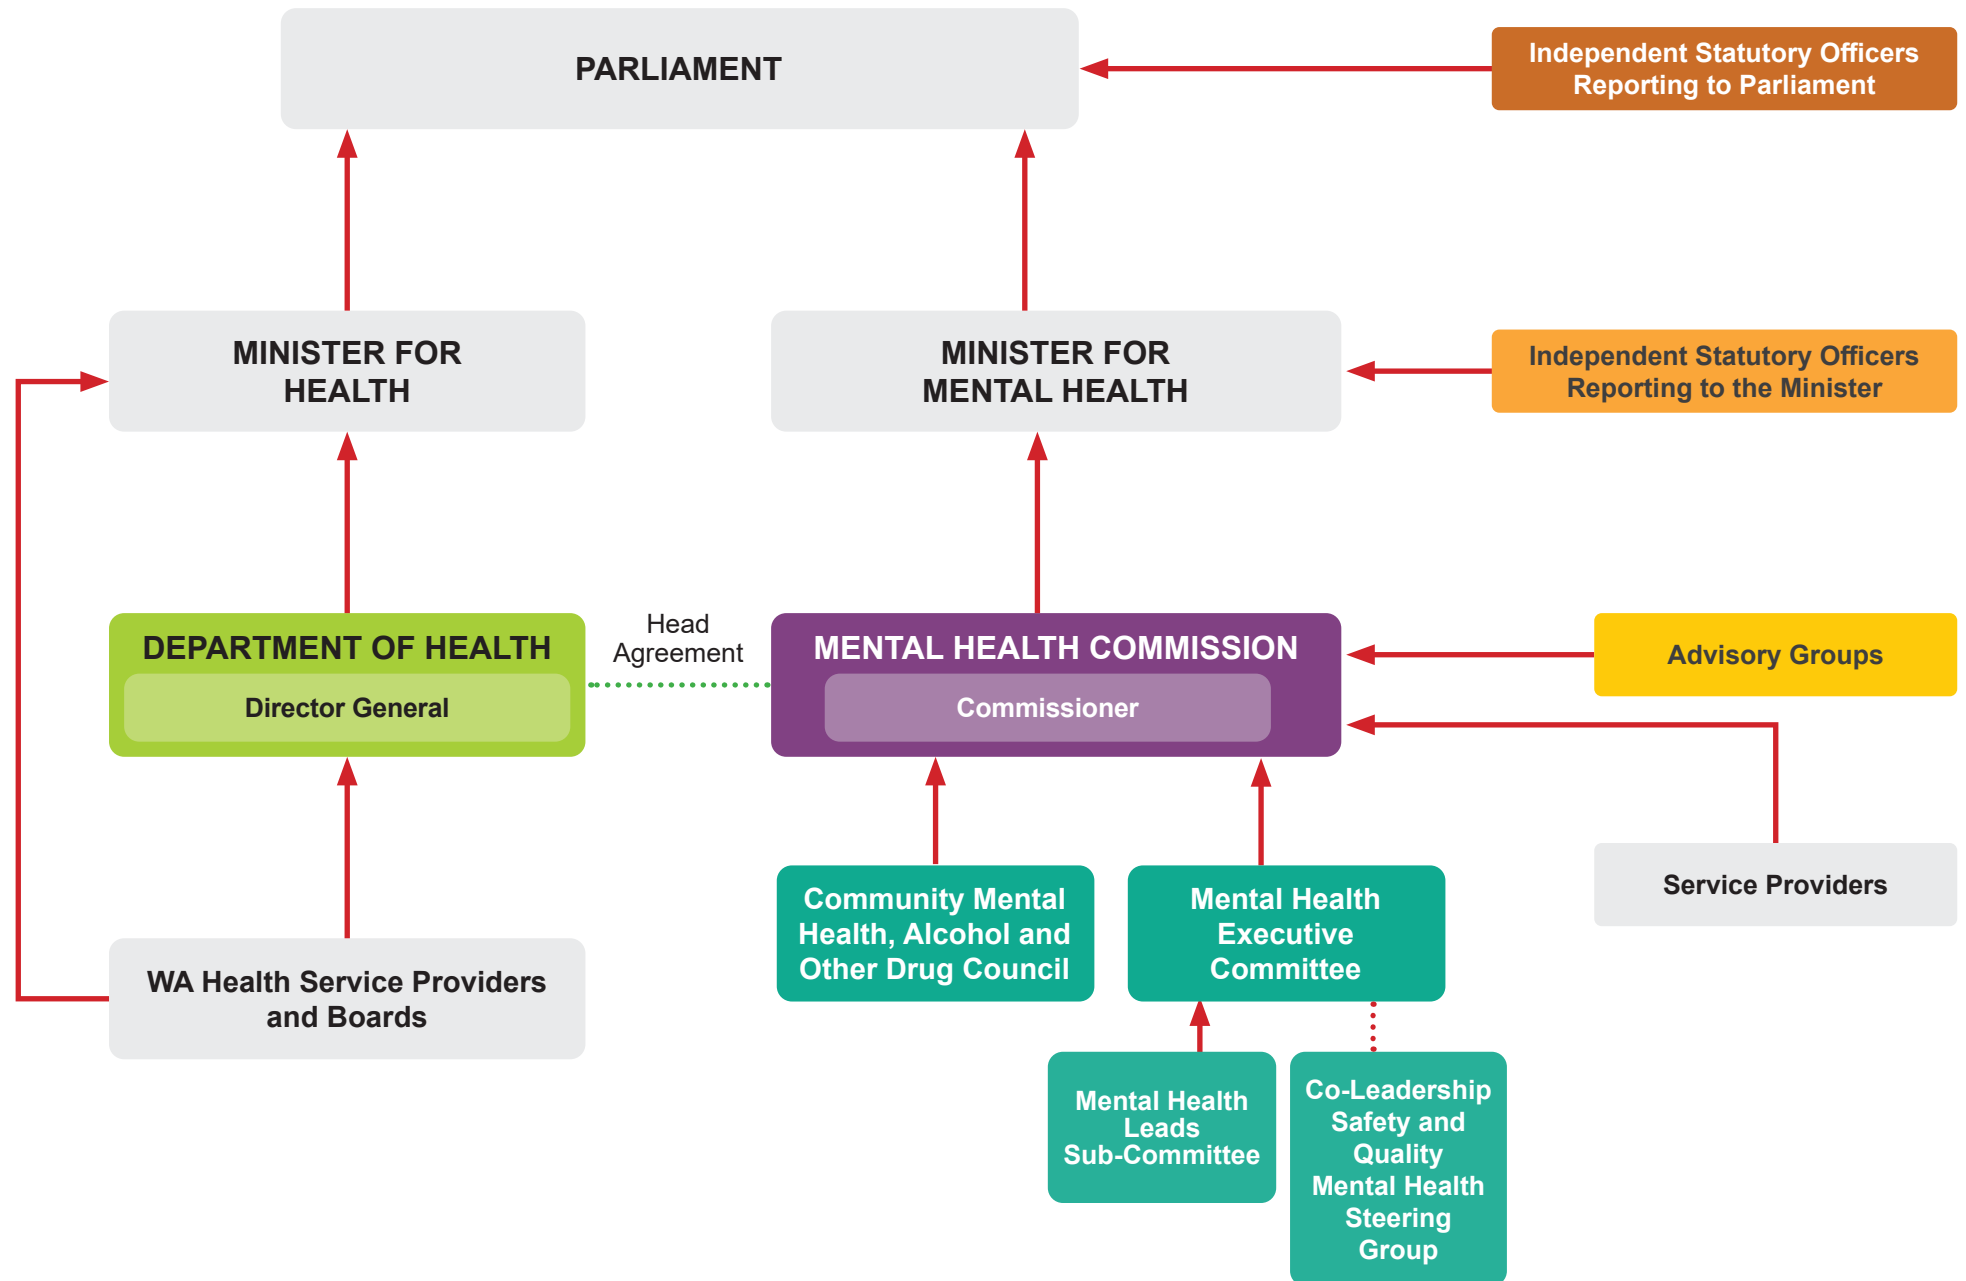 PARLIAMENT
Independent Statutory Officers
Reporting to Parliament
MINISTER FOR
HEALTH
MINISTER FOR
MENTAL HEALTH
Independent Statutory Officers
Reporting to the Minister
DEPARTMENT OF HEALTH
Director General
Head
Agreement
MENTAL HEALTH COMMISSION
Commissioner
Advisory Groups
Service Providers
WA Health Service Providers
and Boards
Community Mental
Health, Alcohol and
Other Drug Council
Mental Health
Executive
Committee
Mental Health
Leads
Sub-Committee
Co-Leadership
Safety and
Quality
Mental Health
Steering
Group